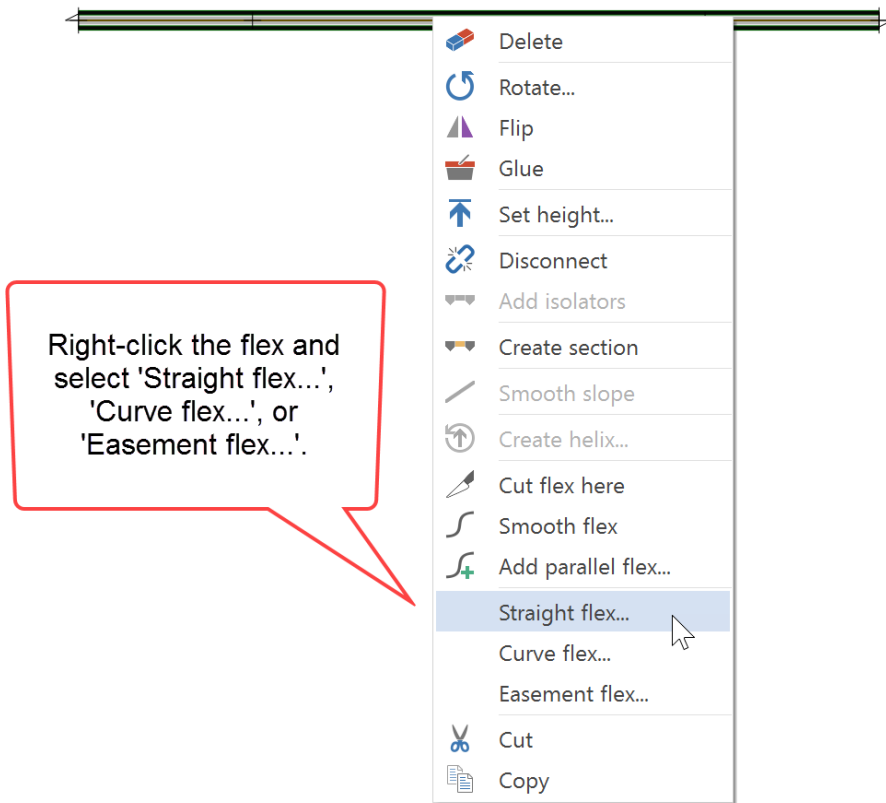 Delete
Rotate...
Flip
Glue
Set height...
Disconnect
Add isolators
Create section
Smooth slope
Create helix...
Cut flex here
Smooth flex
Add parallel flex...
Straight flex...
Curve flex...
Easement flex...
Cut
Copy
Right-click the flex and
select 'Straight flex...',
'Curve flex...', or
'Easement flex...'.